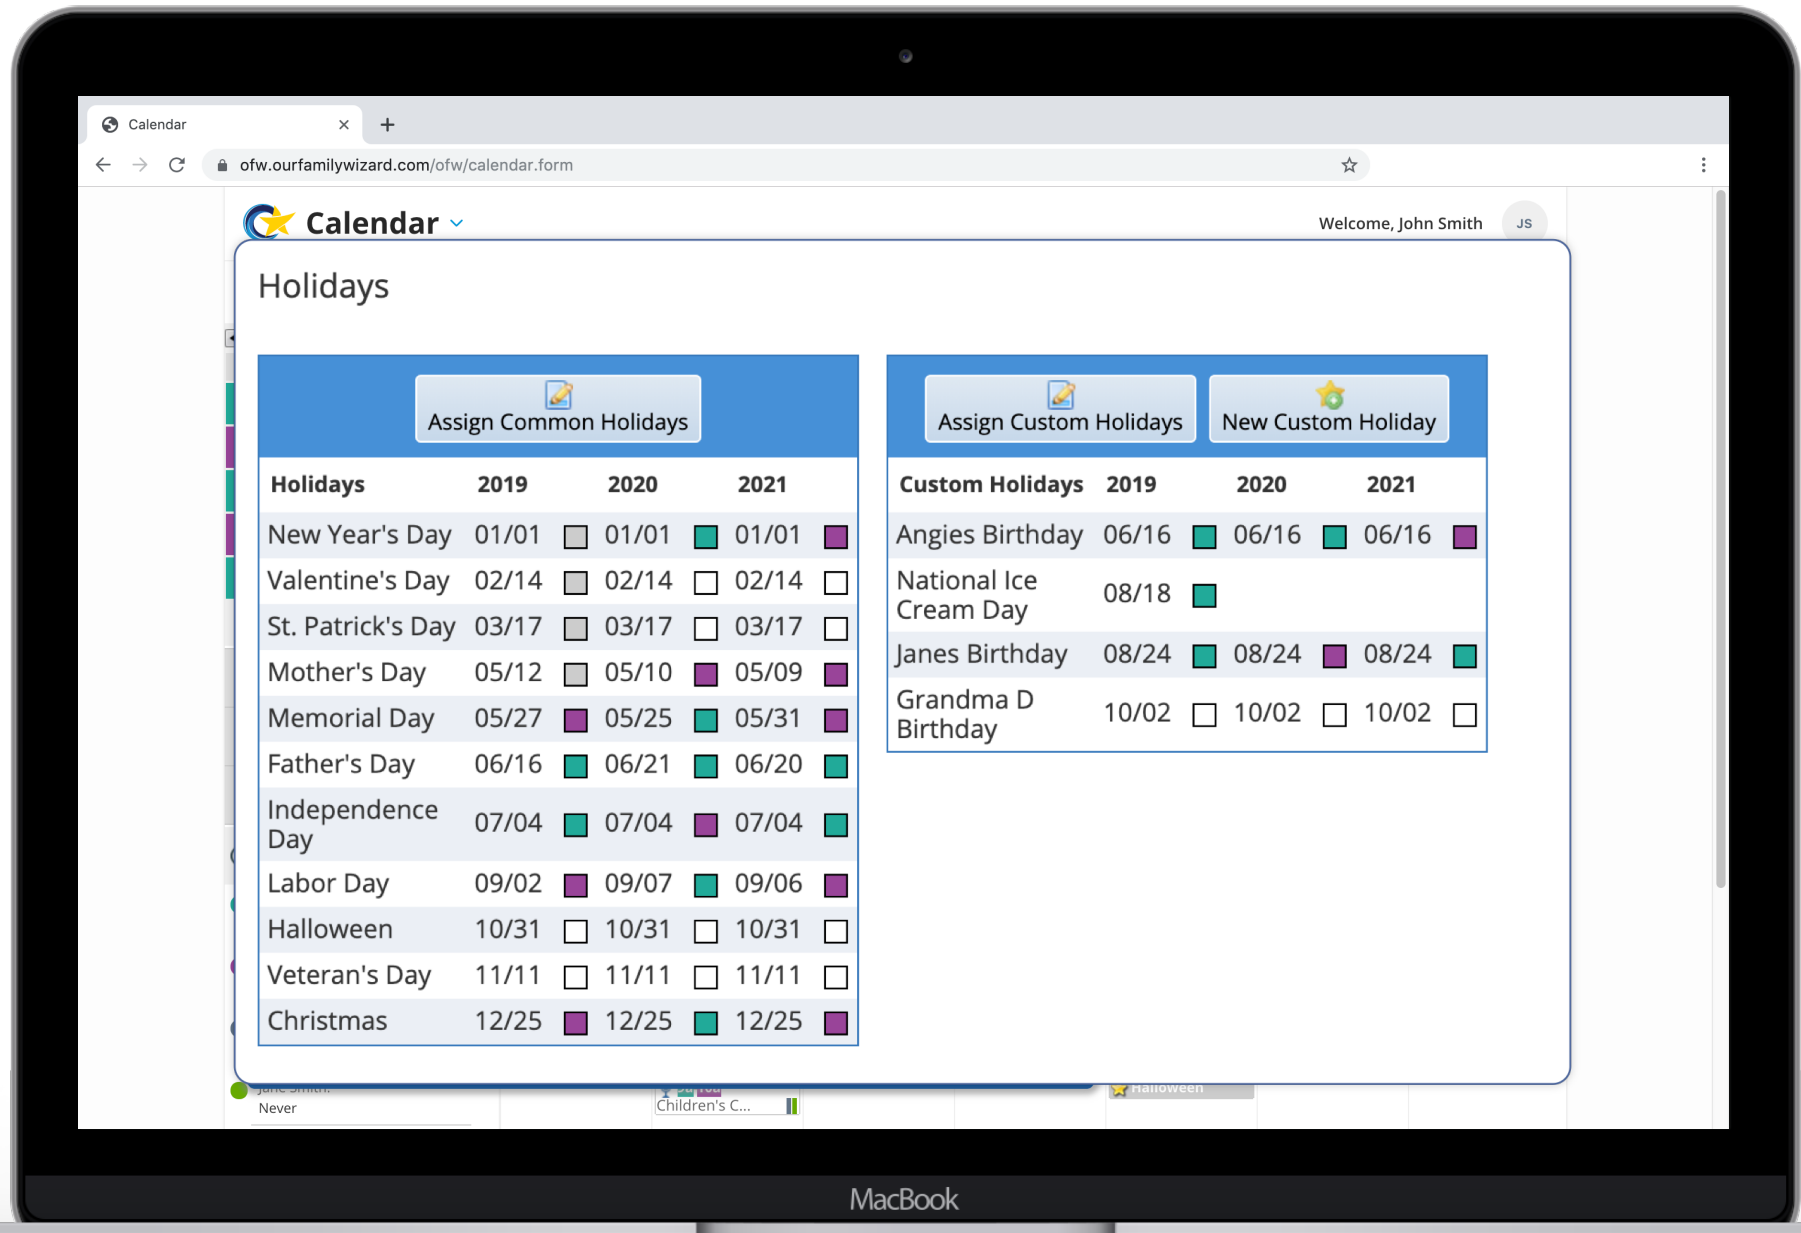 Calendar
ofw.ourfamilywizard.com/ofw/calendar.form
Calendar
Welcome, John Smith
JS
Holidays
Assign Common Holidays
Holidays 2019 2020 2021
New Year's Day 01/01 01/01 01/01
Valentine's Day 02/14 02/14 02/14
St. Patrick's Day 03/17 03/17 03/17
Mother's Day 05/12 05/10 05/09
Memorial Day 05/27 05/25 05/31
Father's Day 06/16 06/21 06/20
Independence
Day 07/04 07/04 07/04
Labor Day 09/02 09/07 09/06
Halloween 10/31 10/31 10/31
Veteran's Day 11/11 11/11 11/11
Christmas 12/25 12/25 12/25
Assign Custom Holidays
New Custom Holiday
Custom Holidays 2019 2020 2021
Angies Birthday 06/16 06/16 06/16
National Ice
Cream Day 08/18
Janes Birthday 08/24 08/24 08/24
Grandma D
Birthday 10/02 10/02 10/02
Jane Smith:
Never
Children's C...
Halloween
MacBook